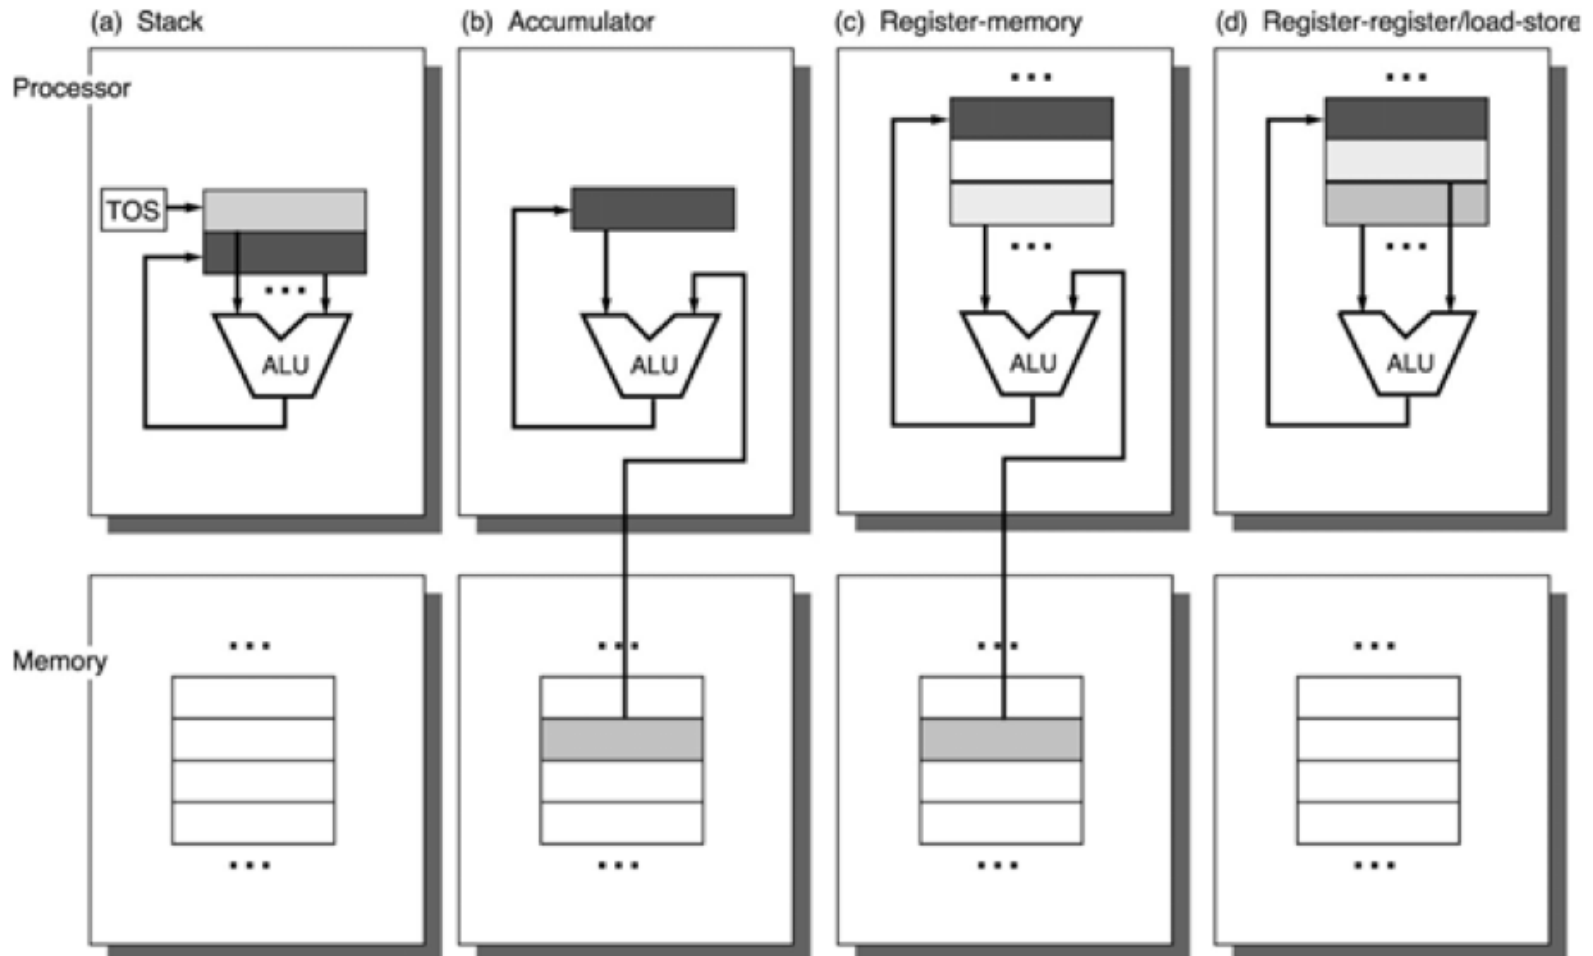 (a) Stack
(b) Accumulator
(c) Register-memory
(d) Register-register/load-store
Processor
TOS
ALU
ALU
ALU
ALU
Memory